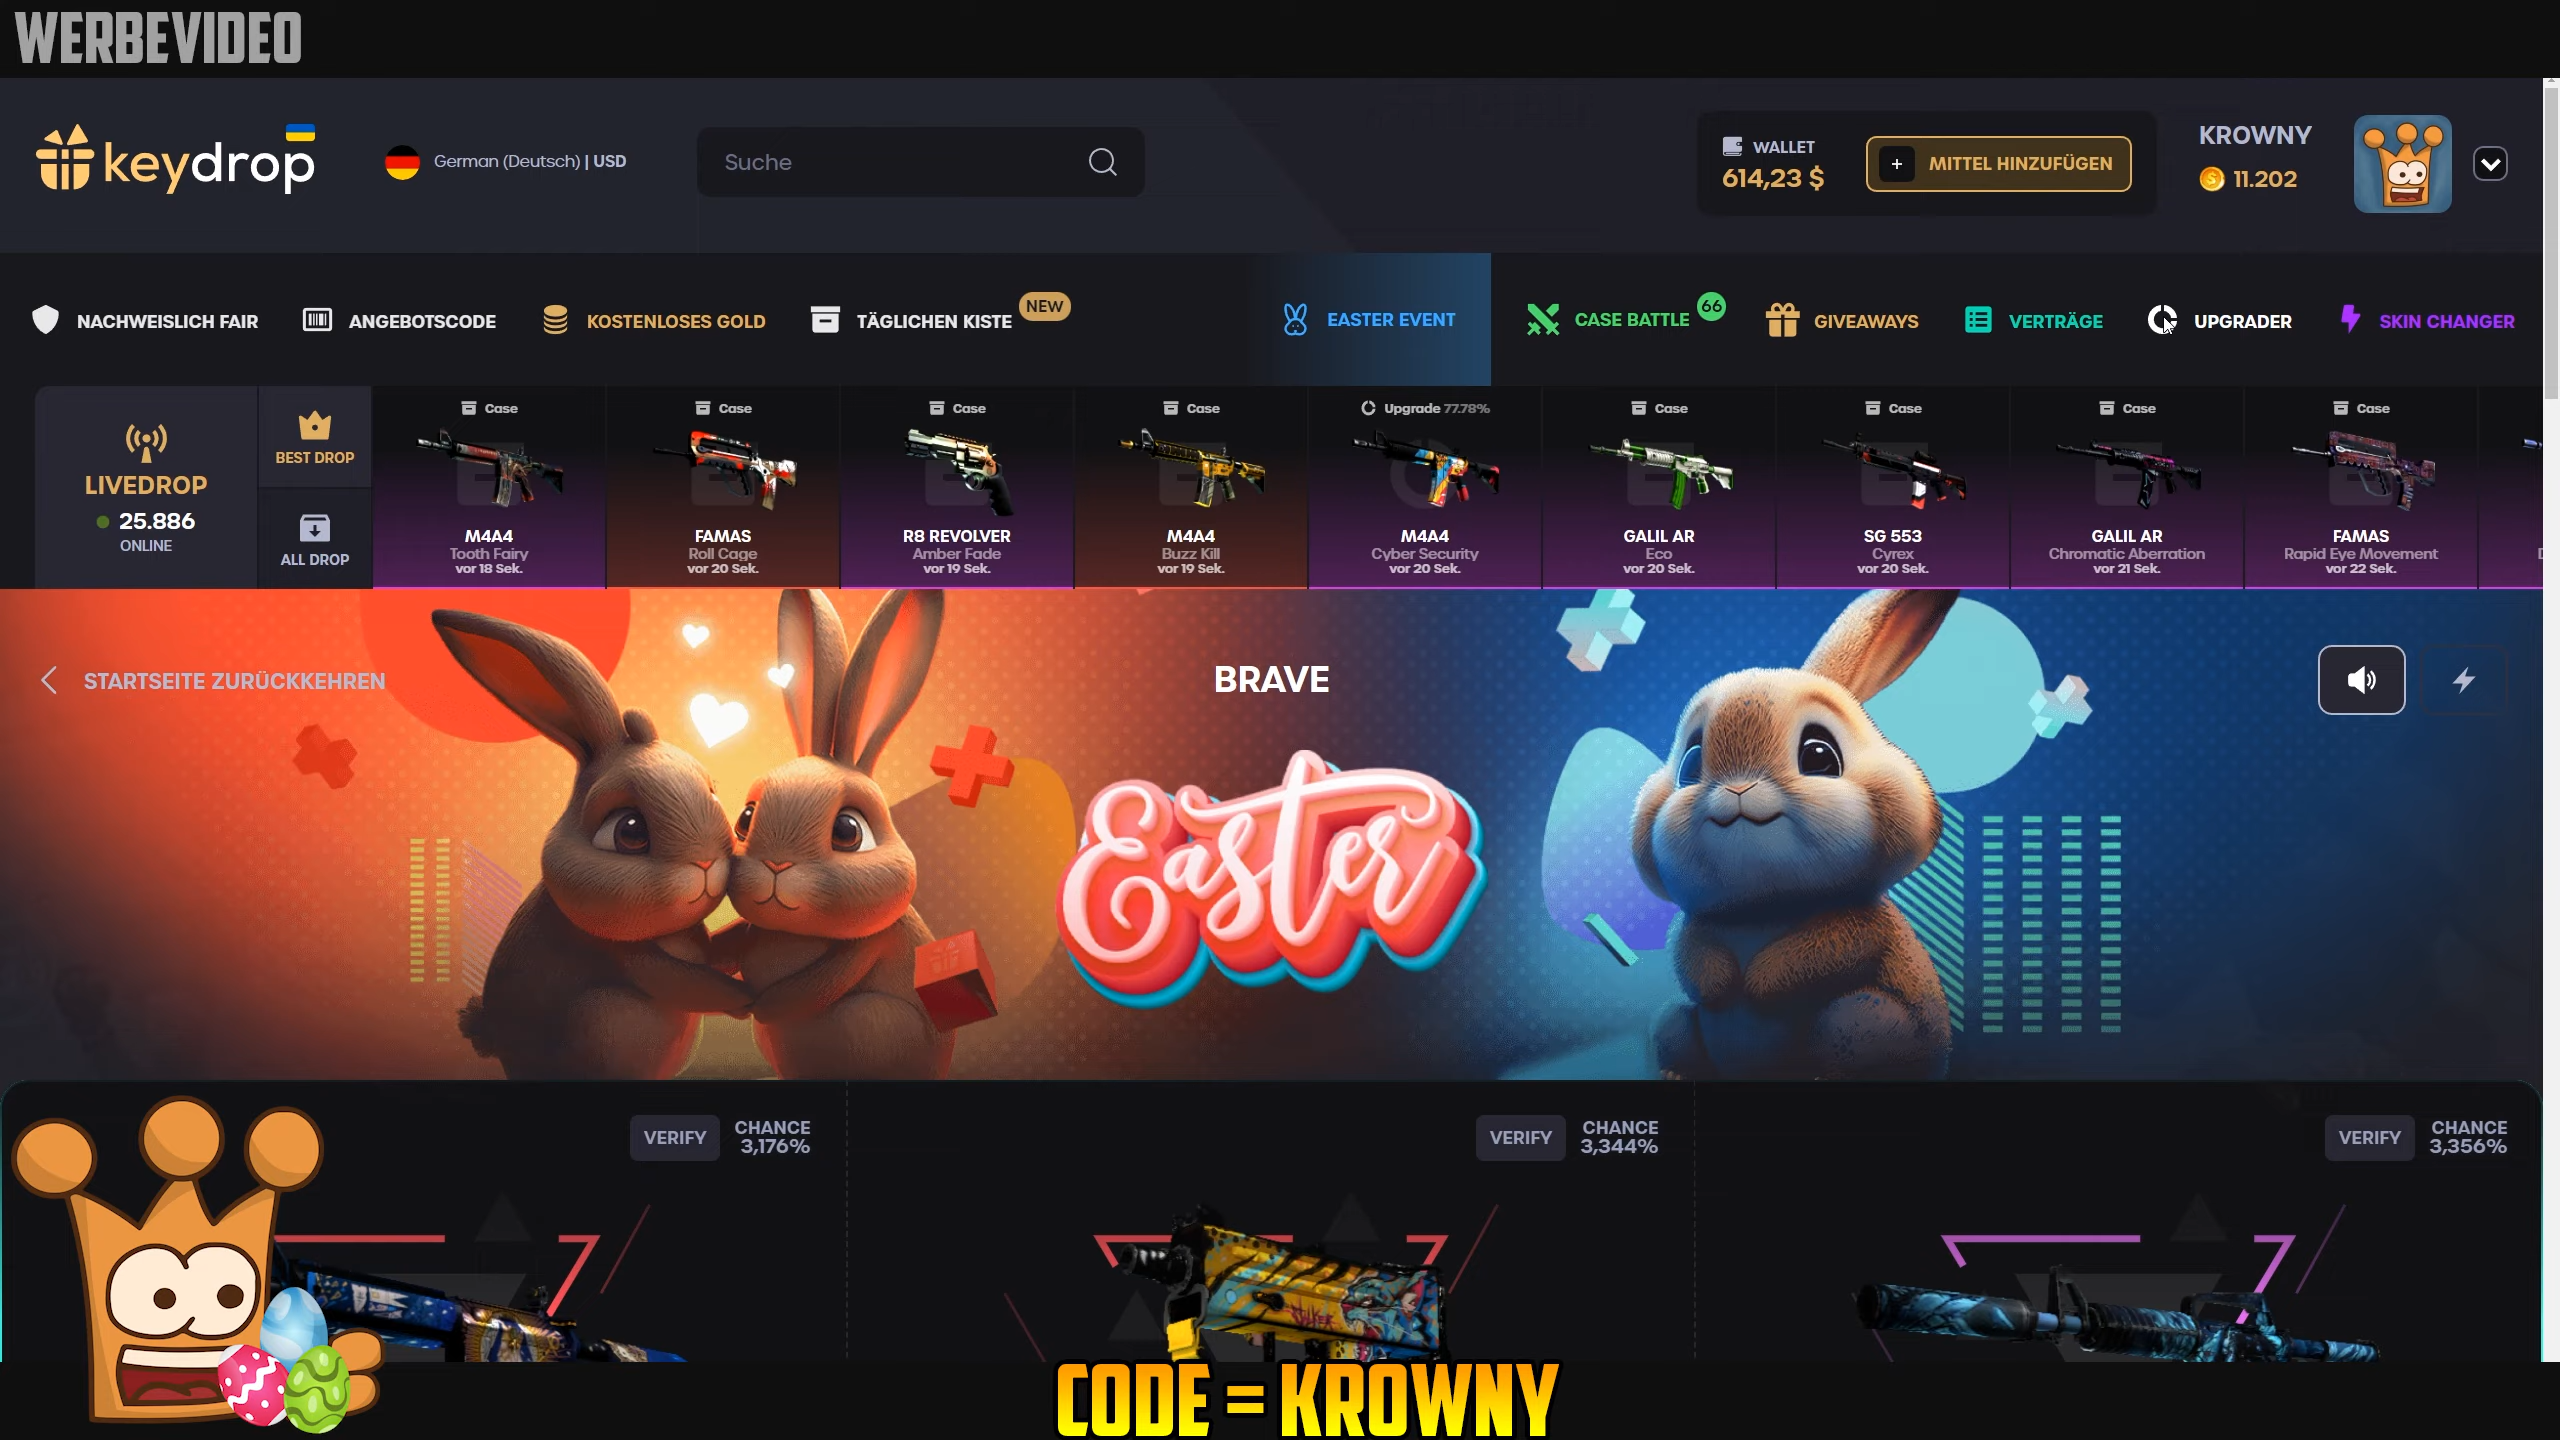 WERBEVIDEO
keydrop
German (Deutsch) | USD
Suche
WALLET
614,23 $
+ MITTEL HINZUFÜGEN
KROWNY
11.202
NACHWEISLICH FAIR
ANGEBOTSCODE
KOSTENLOSES GOLD
TÄGLICHEN KISTE
NEW
EASTER EVENT
CASE BATTLE
66
GIVEAWAYS
VERTRÄGE
UPGRADER
SKIN CHANGER
LIVEDROP
25.886
ONLINE
BEST DROP
ALL DROP
Case
M4A4
Tooth Fairy
vor 18 Sek.
Case
FAMAS
Roll Cage
vor 20 Sek.
Case
R8 REVOLVER
Amber Fade
vor 19 Sek.
Case
M4A4
Buzz Kill
vor 19 Sek.
Upgrade 77.78%
M4A4
Cyber Security
vor 20 Sek.
Case
GALIL AR
Eco
vor 20 Sek.
Case
SG 553
Cyrex
vor 20 Sek.
Case
GALIL AR
Chromatic Aberration
vor 21 Sek.
Case
FAMAS
Rapid Eye Movement
vor 22 Sek.
STARTSEITE ZURÜCKKEHREN
BRAVE
Easter
VERIFY
CHANCE
3,176%
VERIFY
CHANCE
3,344%
VERIFY
CHANCE
3,356%
CODE = KROWNY